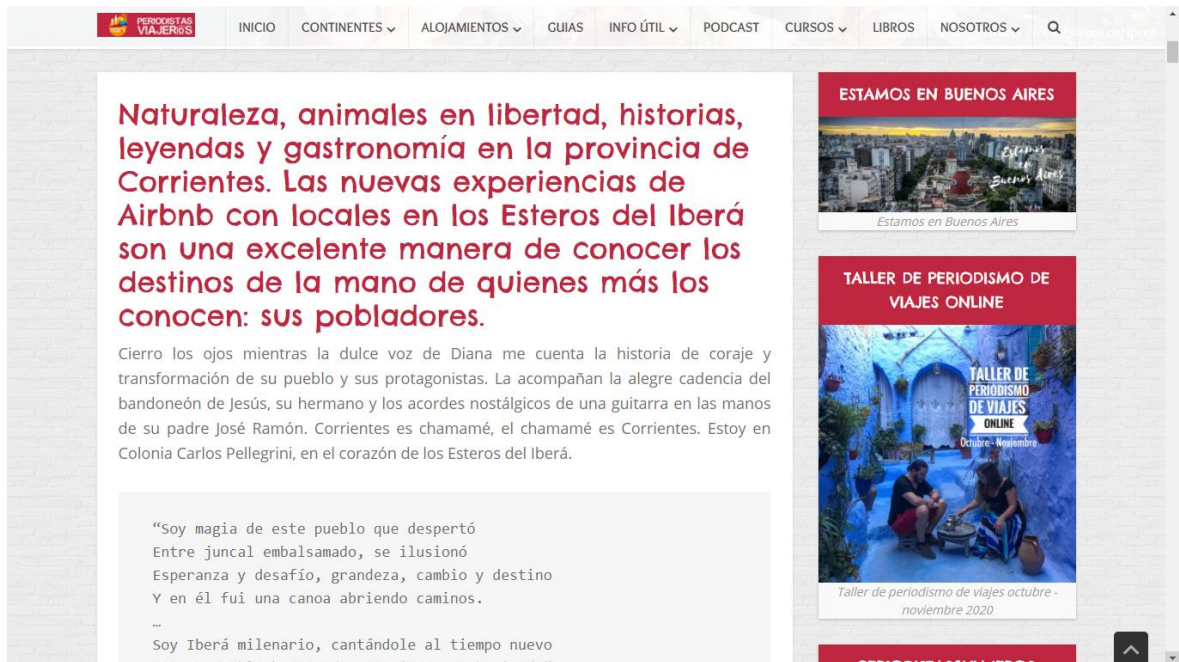 PERIODISTAS
VIAJEROS
INICIO CONTINENTES ALOJAMIENTOS GUIAS INFO ÚTIL PODCAST CURSOS LIBROS NOSOTROS
Naturaleza, animales en libertad, historias,
leyendas y gastronomía en la provincia de
Corrientes. Las nuevas experiencias de
Airbnb con locales en los Esteros del Iberá
son una excelente manera de conocer los
destinos de la mano de quienes más los
conocen: sus pobladores.
Cierro los ojos mientras la dulce voz de Diana me cuenta la historia de coraje y
transformación de su pueblo y sus protagonistas. La acompañan la alegre cadencia del
bandoneón de Jesús, su hermano y los acordes nostálgicos de una guitarra en las manos
de su padre José Ramón. Corrientes es chamamé, el chamamé es Corrientes. Estoy en
Colonia Carlos Pellegrini, en el corazón de los Esteros del Iberá.
“Soy magia de este pueblo que despertó
Entre juncal embalsamado, se ilusionó
Esperanza y desafío, grandeza, cambio y destino
Y en él fui una canoa abriendo caminos.
…
Soy Iberá milenario, cantándole al tiempo nuevo
ESTAMOS EN BUENOS AIRES
Estamos
en
Buenos Aires
Estamos en Buenos Aires
TALLER DE PERIODISMO DE
VIAJES ONLINE
TALLER DE
PERIODISMO
DE VIAJES
ONLINE
Octubre - Noviembre
Taller de periodismo de viajes octubre -
noviembre 2020